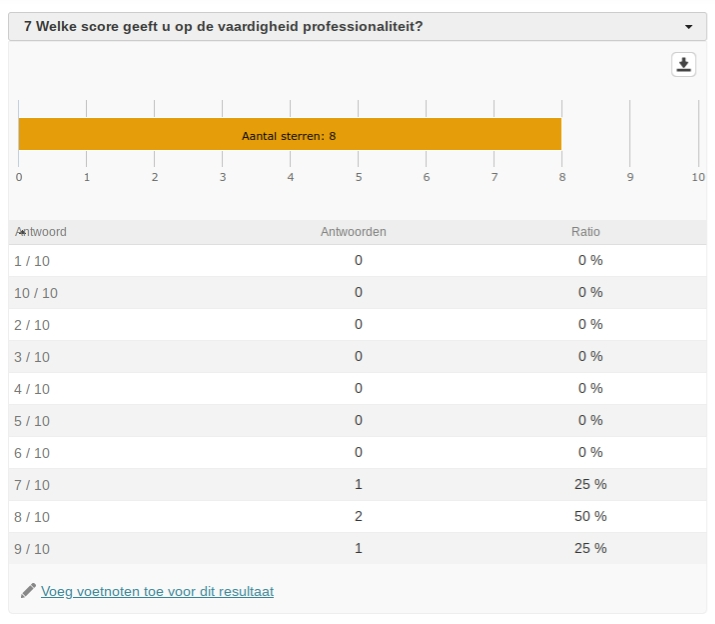 7 Welke score geeft u op de vaardigheid professionaliteit?
Aantal sterren: 8
0 1 2 3 4 5 6 7 8 9 10
Antwoord Antwoorden Ratio
1 / 10 0 0 %
10 / 10 0 0 %
2 / 10 0 0 %
3 / 10 0 0 %
4 / 10 0 0 %
5 / 10 0 0 %
6 / 10 0 0 %
7 / 10 1 25 %
8 / 10 2 50 %
9 / 10 1 25 %
Voeg voetnoten toe voor dit resultaat